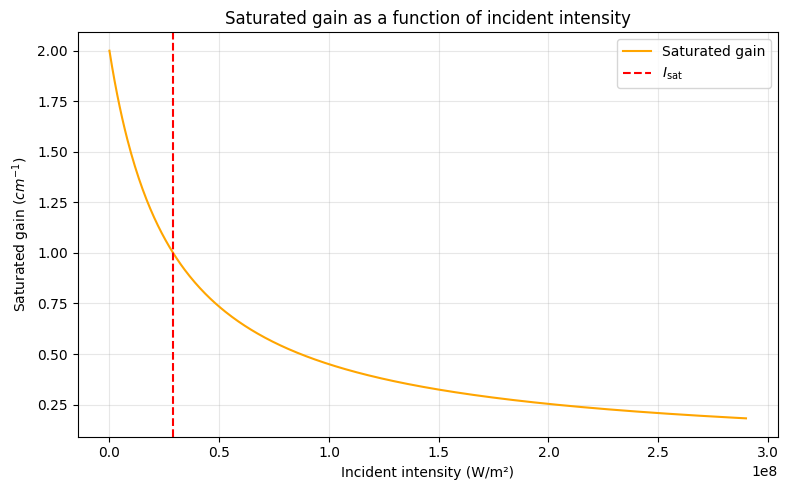 Saturated gain as a function of incident intensity
Saturated gain
I_sat
Saturated gain (cm⁻¹)
2.00
1.75
1.50
1.25
1.00
0.75
0.50
0.25
0.0 0.5 1.0 1.5 2.0 2.5 3.0
1e8
Incident intensity (W/m²)